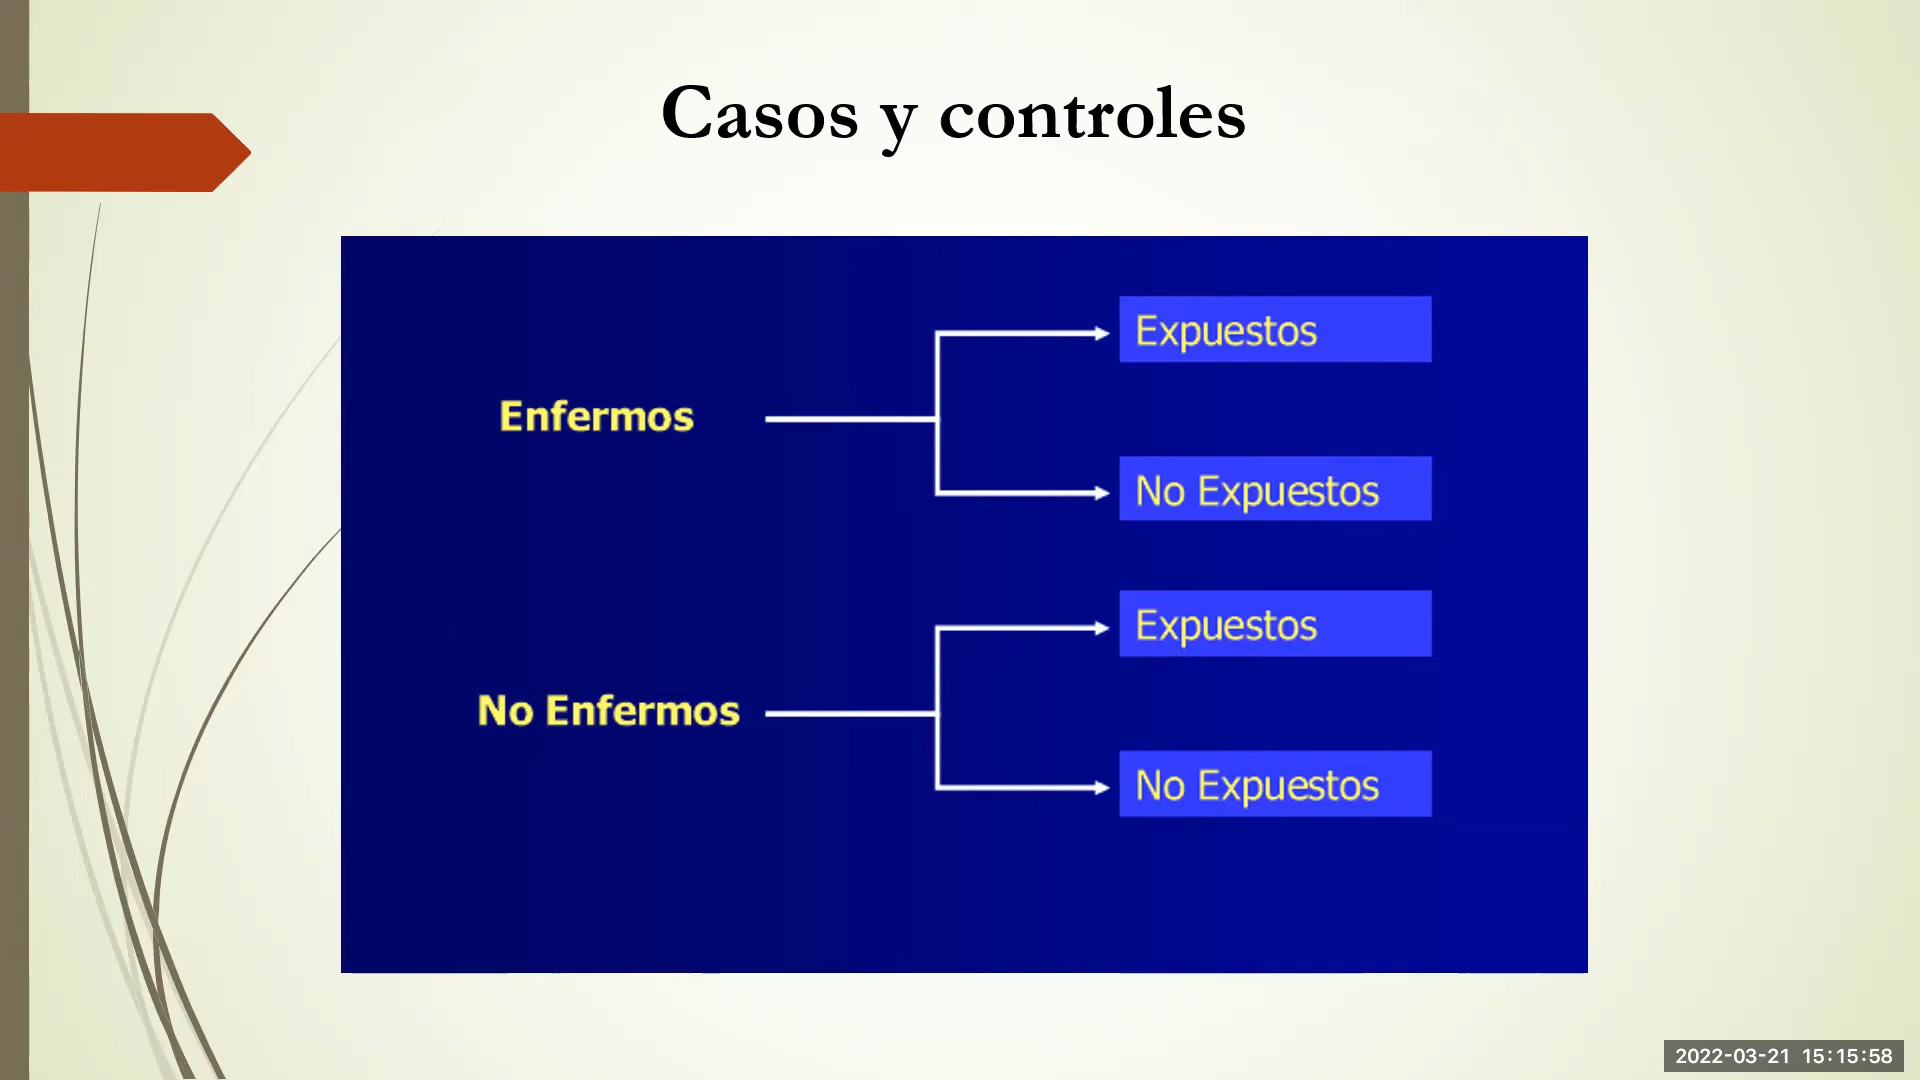 Casos y controles
Expuestos
Enfermos
No Expuestos
Expuestos
No Enfermos
No Expuestos
2022-03-21 15:15:58